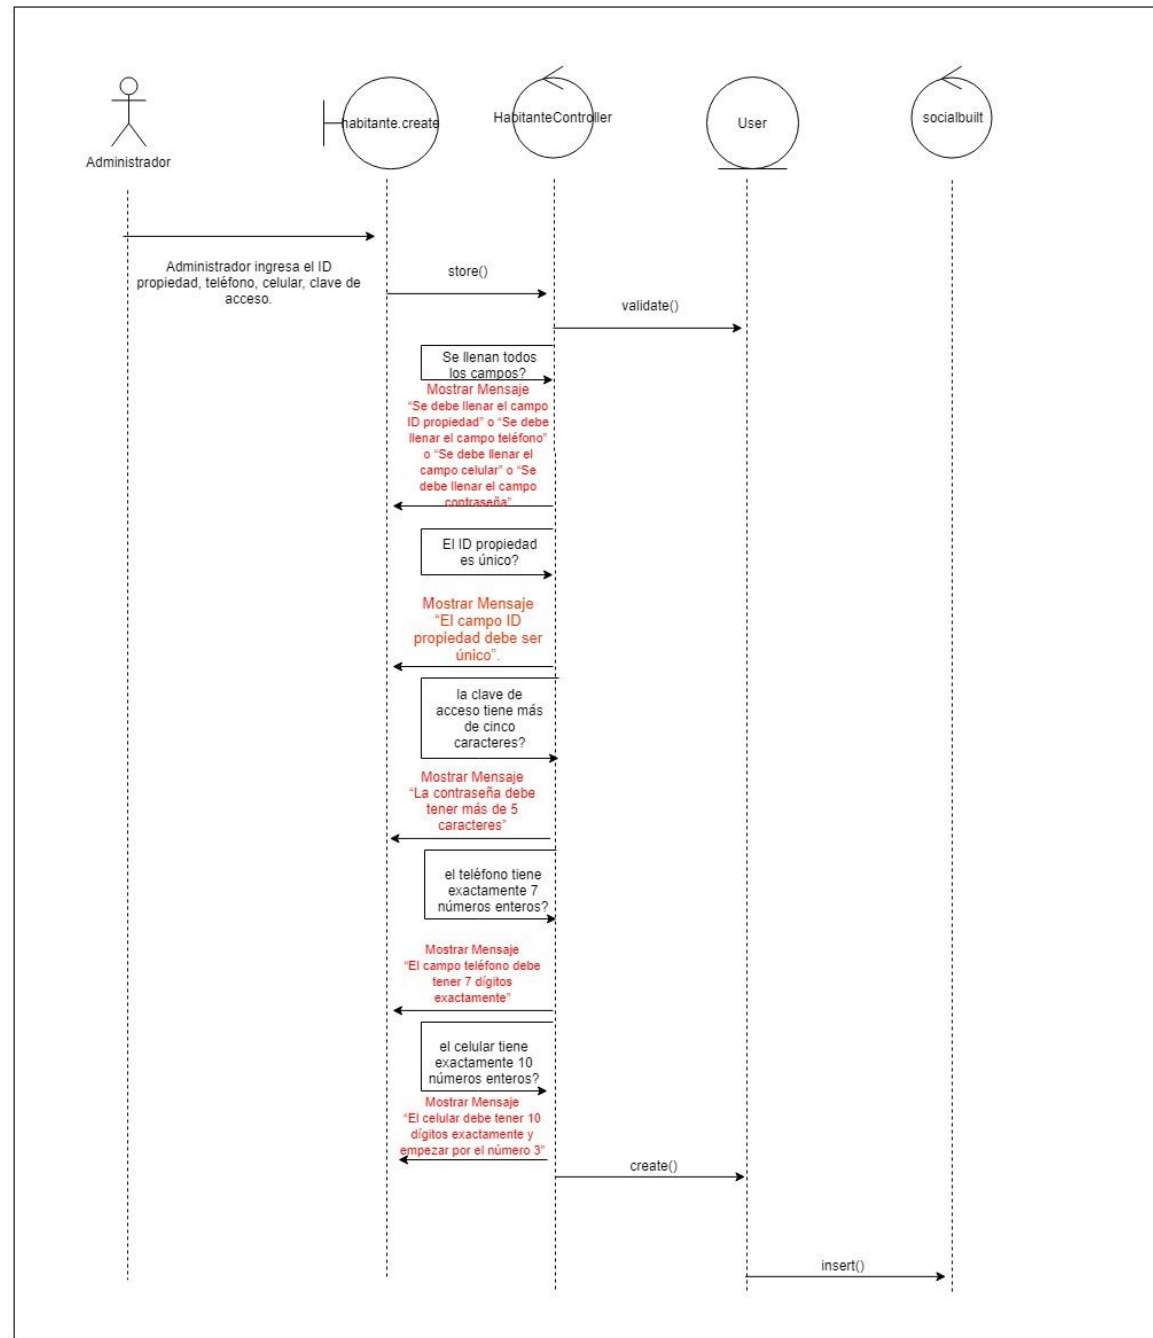 Administrador
habitante.create
HabitanteController
User
socialbuilt
Administrador ingresa el ID
propiedad, teléfono, celular, clave de
acceso.
store()
validate()
Se llenan todos
los campos?
Mostrar Mensaje
“Se debe llenar el campo
ID propiedad” o “Se debe
llenar el campo teléfono”
o “Se debe llenar el
campo celular” o “Se
debe llenar el campo
contraseña”
El ID propiedad
es único?
Mostrar Mensaje
“El campo ID
propiedad debe ser
único”.
la clave de
acceso tiene más
de cinco
caracteres?
Mostrar Mensaje
“La contraseña debe
tener más de 5
caracteres”
el teléfono tiene
exactamente 7
números enteros?
Mostrar Mensaje
“El campo teléfono debe
tener 7 dígitos
exactamente”
el celular tiene
exactamente 10
números enteros?
Mostrar Mensaje
“El celular debe tener 10
dígitos exactamente y
empezar por el número 3”
create()
insert()